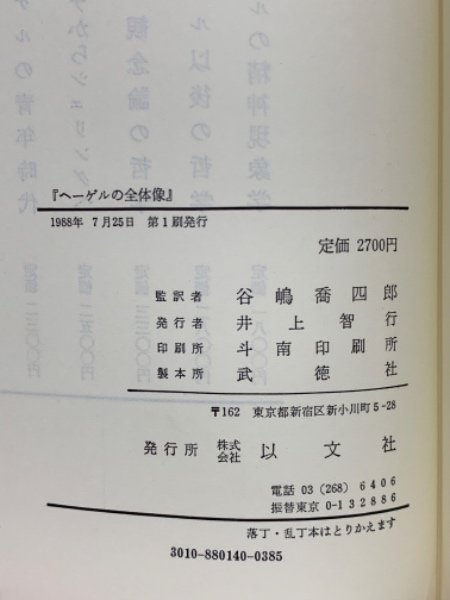 『ヘーゲルの全体像』
1988年 7月25日 第1刷発行
定価 2700円
監訳者 谷嶋喬四郎
発行者 井上智行
印刷所 斗南印刷所
製本所 武徳社
〒162 東京都新宿区新小川町5-28
発行所 株式会社 以文社
電話 03 (268) 6406
振替東京 0-132886
落丁・乱丁本はとりかえます
3010-880140-0385